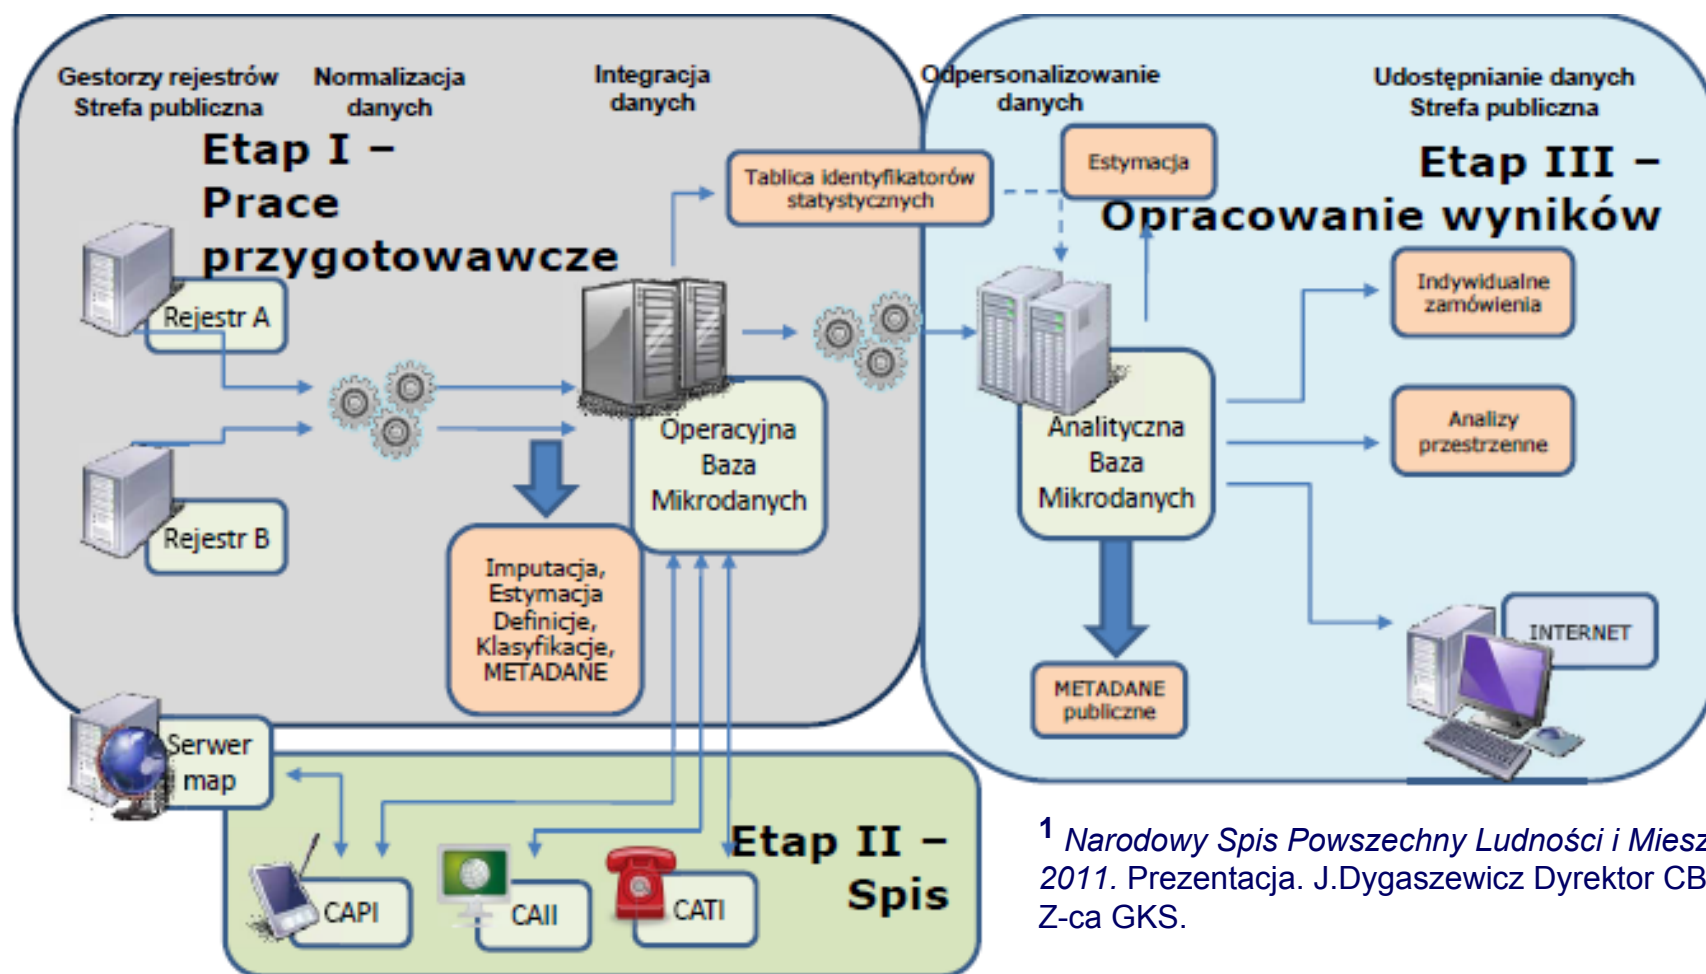 Gestorzy rejestrów
Strefa publiczna
Normalizacja
danych
Integracja
danych
Odpersonalizowanie
danych
Udostępnianie danych
Strefa publiczna
Etap I –
Prace
przygotowawcze
Tablica identyfikatorów
statystycznych
Estymacja
Etap III –
Opracowanie wyników
Rejestr A
Rejestr B
Operacyjna
Baza
Mikrodanych
Imputacja,
Estymacja
Definicje,
Klasyfikacje,
METADANE
Analityczna
Baza
Mikrodanych
Indywidualne
zamówienia
Analizy
przestrzenne
INTERNET
METADANE
publiczne
Serwer
map
Etap II –
Spis
CAPI
CAII
CATI
1 Narodowy Spis Powszechny Ludności i Miesz
2011. Prezentacja. J.Dygaszewicz Dyrektor CB
Z-ca GKS.